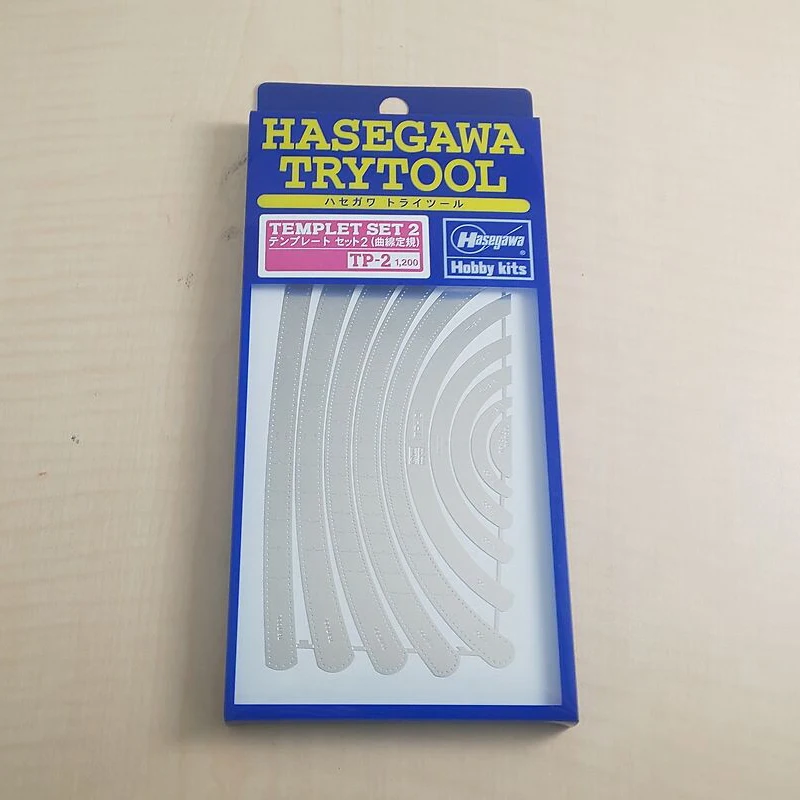 HASEGAWA
TRYTOOL
ハセガワ トライツール
TEMPLET SET 2
テンプレート セット2(曲線定規)
TP-2 1,200
Hasegawa
®
Hobby kits